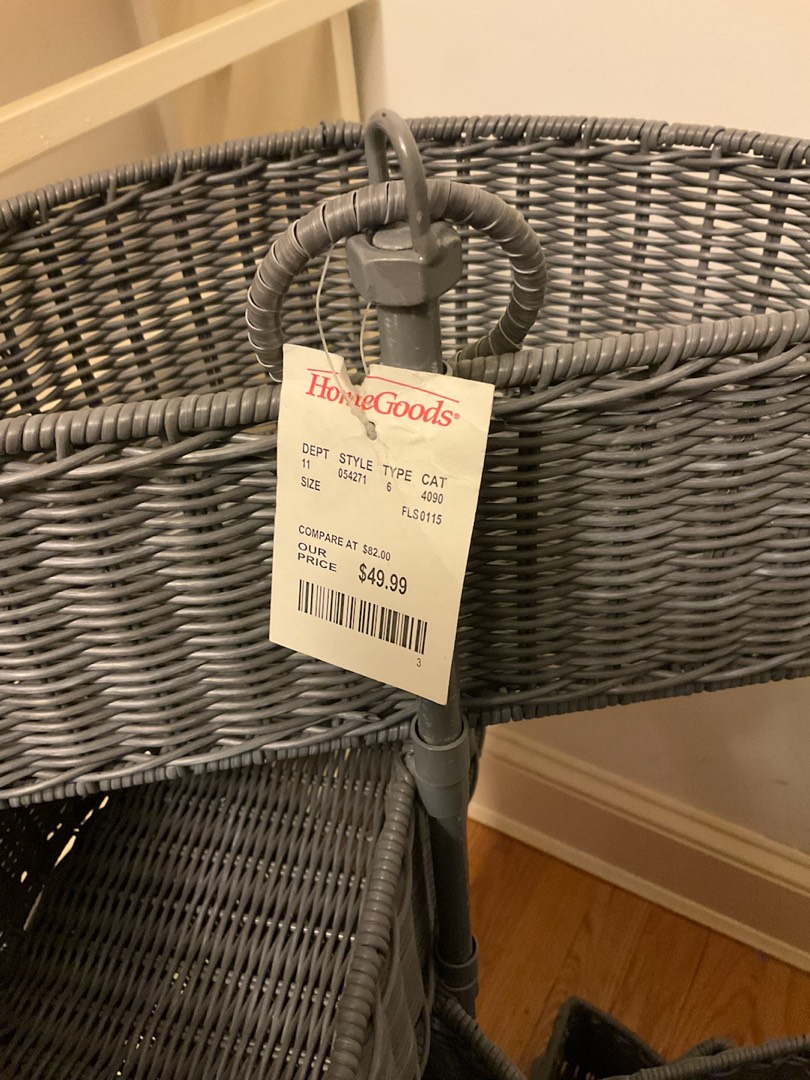 HomeGoods®
DEPT STYLE TYPE CAT
11 054271 6 4090
SIZE
FLS0115
COMPARE AT $82.00
OUR
PRICE $49.99
3